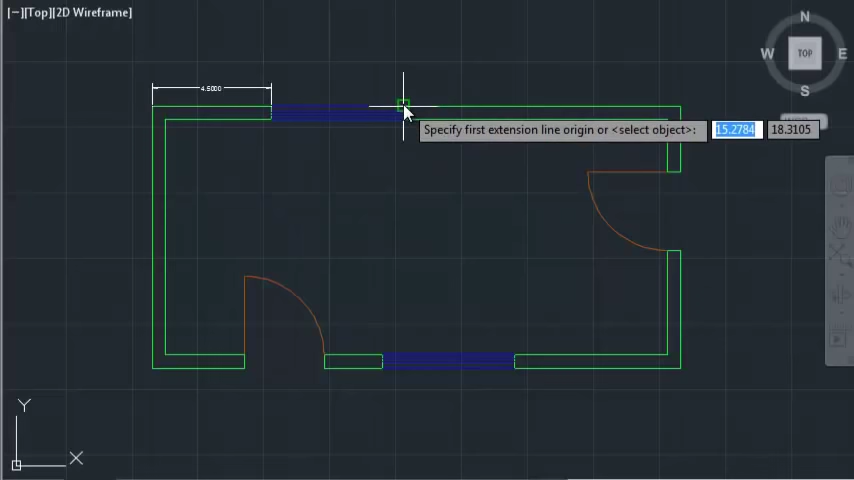 [−][Top][2D Wireframe]
N
W TOP E
S
4.5000
Specify first extension line origin or <select object>: 15.2784 18.3105
Y
X